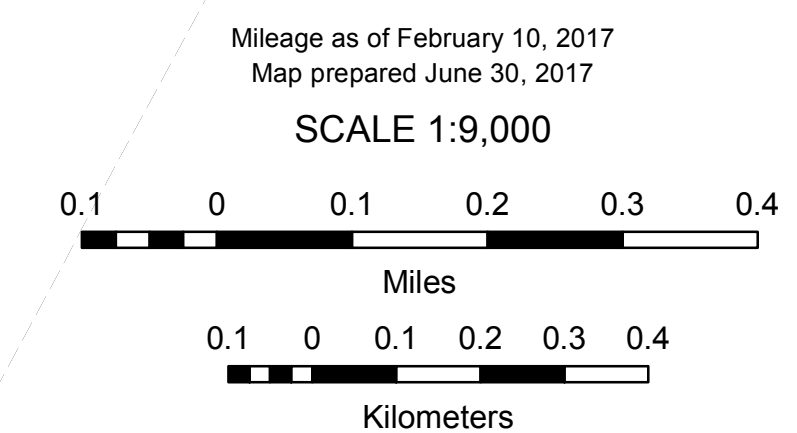 Mileage as of February 10, 2017
Map prepared June 30, 2017
SCALE 1:9,000
0.1 0 0.1 0.2 0.3 0.4
Miles
0.1 0 0.1 0.2 0.3 0.4
Kilometers